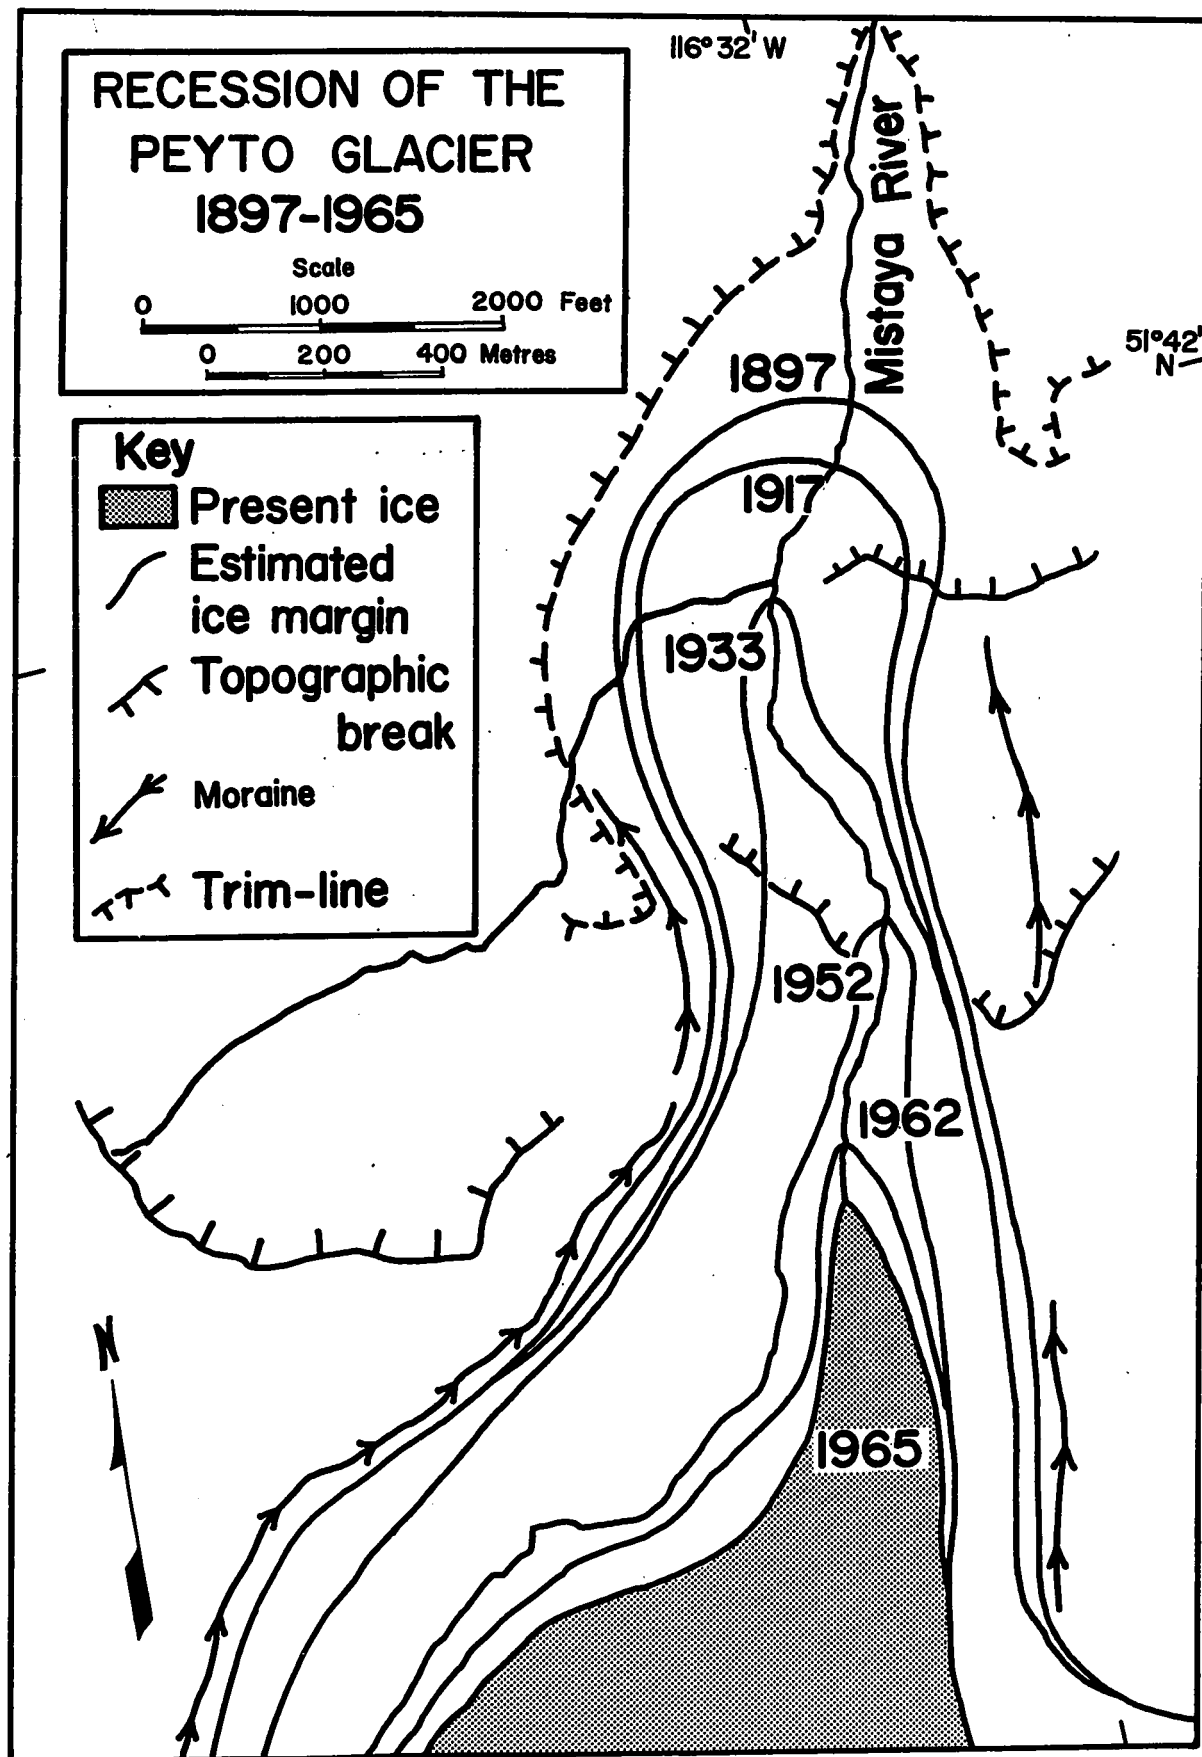 116° 32' W
RECESSION OF THE
PEYTO GLACIER
1897-1965
Scale
0 1000 2000 Feet
0 200 400 Metres
Mistaya River
51°42'
N
1897
1917
1933
1952
1962
1965
Key
Present ice
Estimated
ice margin
Topographic
break
Moraine
Trim-line
N